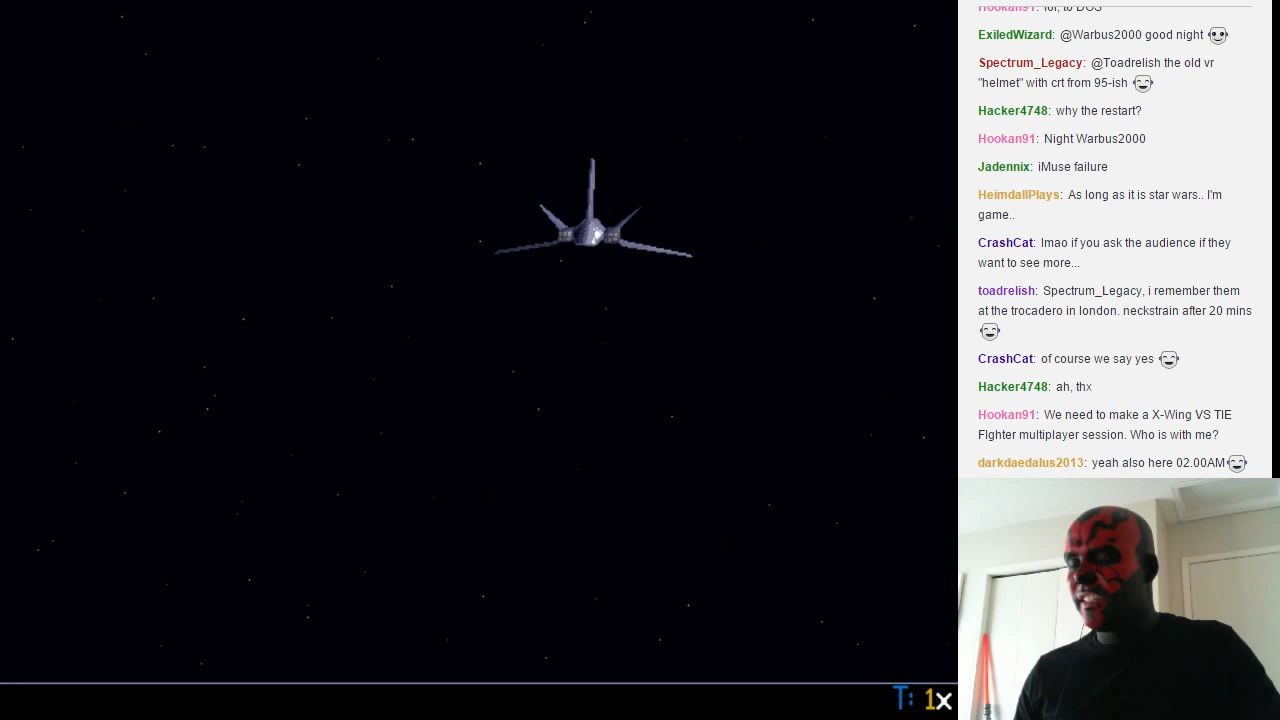 Hookan91: lol, to DOS
ExiledWizard: @Warbus2000 good night
Spectrum_Legacy: @Toadrelish the old vr
"helmet" with crt from 95-ish
Hacker4748: why the restart?
Hookan91: Night Warbus2000
Jadennix: iMuse failure
HeimdallPlays: As long as it is star wars.. I'm
game..
CrashCat: lmao if you ask the audience if they
want to see more...
toadrelish: Spectrum_Legacy, i remember them
at the trocadero in london. neckstrain after 20 mins
CrashCat: of course we say yes
Hacker4748: ah, thx
Hookan91: We need to make a X-Wing VS TIE
FIghter multiplayer session. Who is with me?
darkdaedalus2013: yeah also here 02.00AM
T: 1x